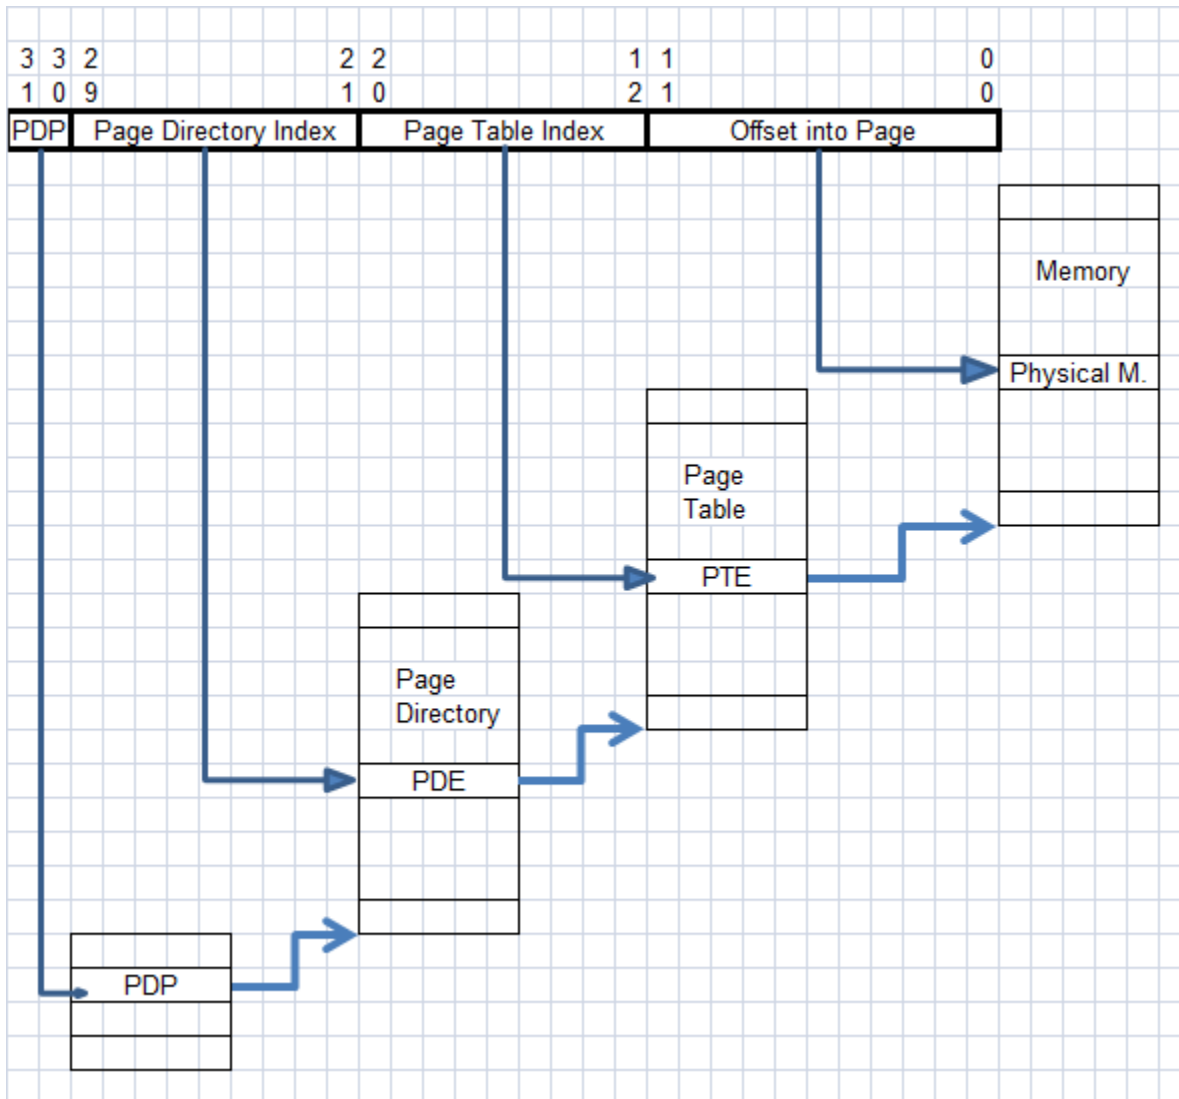 3 3 2 2 2 1 1 0
1 0 9 1 0 2 1 0
PDP Page Directory Index Page Table Index Offset into Page
Memory
Physical M.
Page
Table
PTE
Page
Directory
PDE
PDP